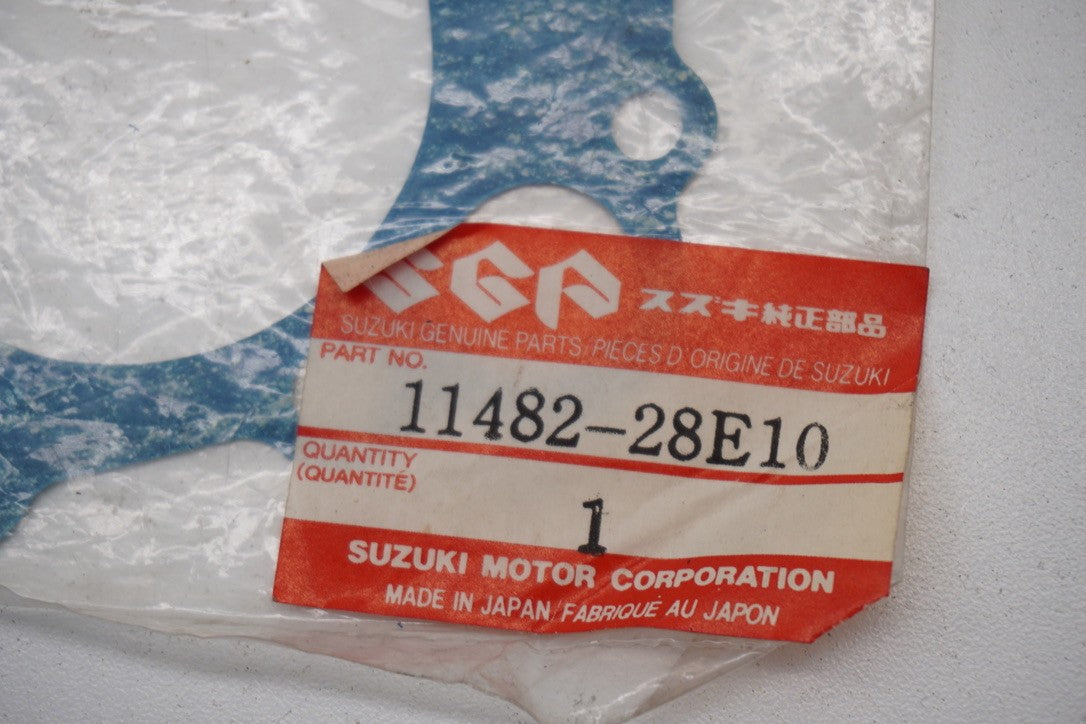 SGP スズキ純正部品
SUZUKI GENUINE PARTS/PIECES D'ORIGINE DE SUZUKI
PART NO.
11482-28E10
QUANTITY
(QUANTITÉ)
1
SUZUKI MOTOR CORPORATION
MADE IN JAPAN/FABRIQUÉ AU JAPON